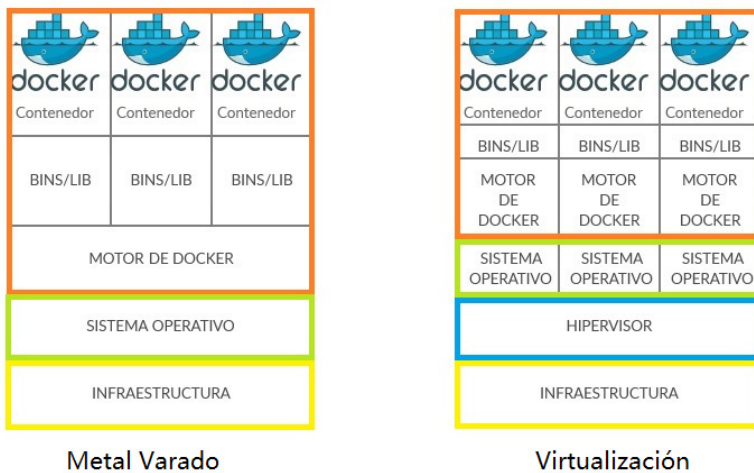 docker docker docker
Contenedor Contenedor Contenedor
BINS/LIB BINS/LIB BINS/LIB
MOTOR DE DOCKER
SISTEMA OPERATIVO
INFRAESTRUCTURA
Metal Varado
docker docker docker
Contenedor Contenedor Contenedor
BINS/LIB BINS/LIB BINS/LIB
MOTOR MOTOR MOTOR
DE DE DE
DOCKER DOCKER DOCKER
SISTEMA SISTEMA SISTEMA
OPERATIVO OPERATIVO OPERATIVO
HIPERVISOR
INFRAESTRUCTURA
Virtualización